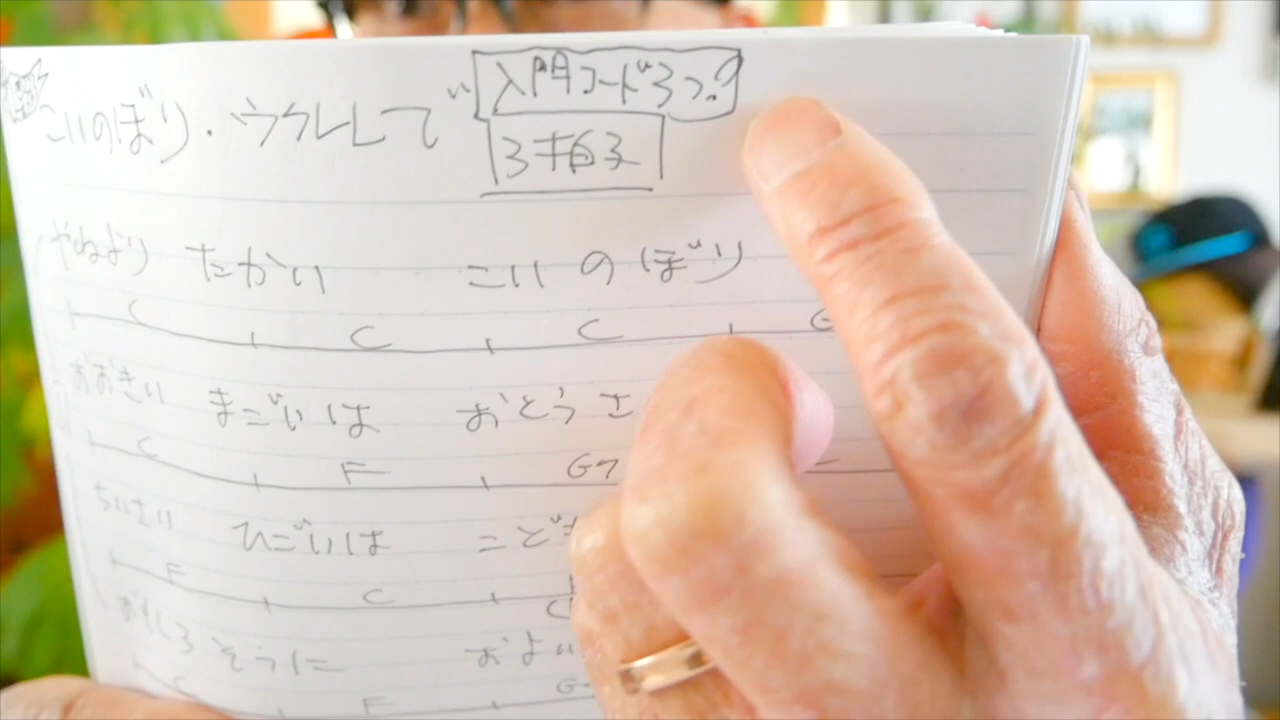 こいのぼり・ウクレレで 入門コード3つ!
3拍子
やねより たかい こいのぼり
C C C G
おおきい まごいは おとうさ
C F G7
ちいさい ひごいは こども
F C
おもしろそうに およい
F G7